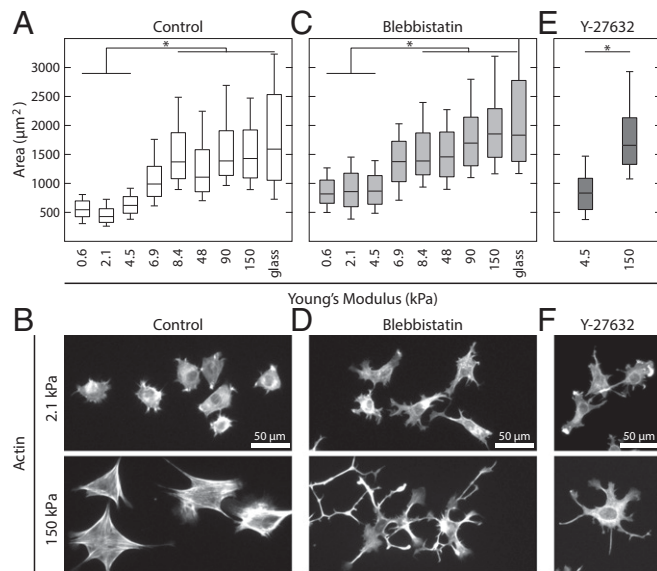 A Control
C Blebbistatin
E Y-27632
Area (µm²)
3000
2500
2000
1500
1000
500
*
*
*
0.6 2.1 4.5 6.9 8.4 48 90 150 glass
0.6 2.1 4.5 6.9 8.4 48 90 150 glass
4.5 150
Young's Modulus (kPa)
B Control
D Blebbistatin
F Y-27632
Actin
2.1 kPa
50 µm
50 µm
50 µm
150 kPa